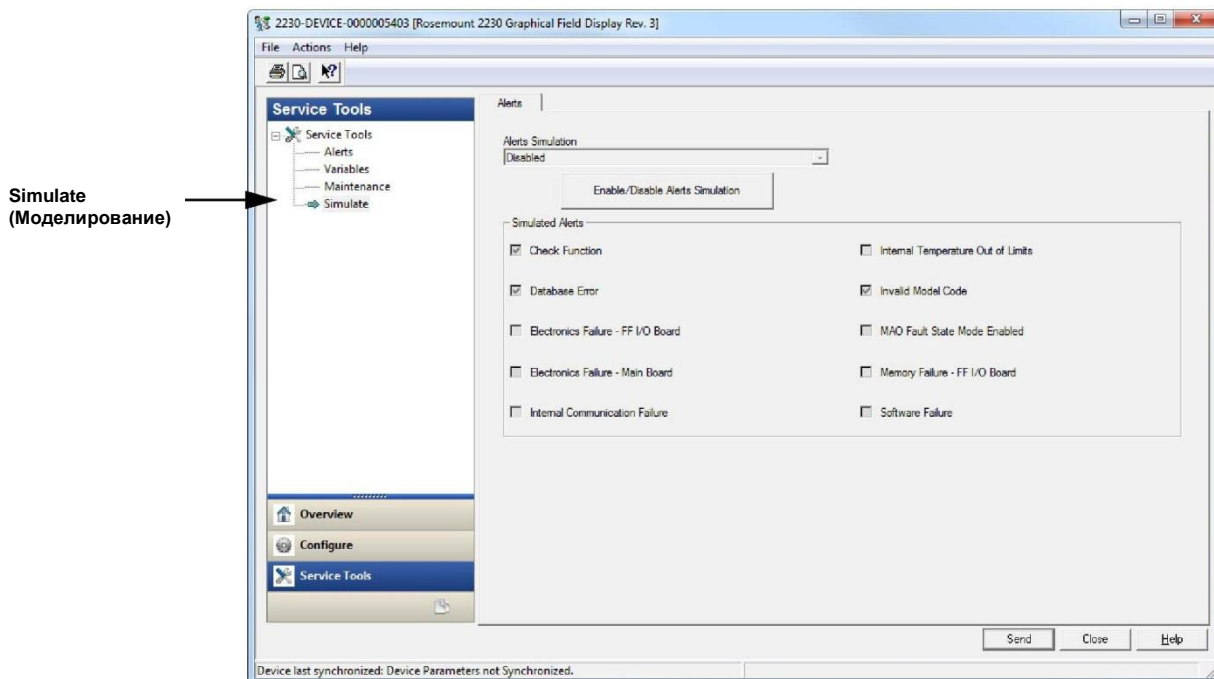 2230-DEVICE-0000005403 [Rosemount 2230 Graphical Field Display Rev. 3]
File Actions Help
Service Tools
Service Tools
Alerts
Variables
Maintenance
Simulate
Simulate
(Моделирование)
Overview
Configure
Service Tools
Alerts
Alerts Simulation
Disabled
Enable/Disable Alerts Simulation
Simulated Alerts
Check Function
Internal Temperature Out of Limits
Database Error
Invalid Model Code
Electronics Failure - FF I/O Board
MAO Fault State Mode Enabled
Electronics Failure - Main Board
Memory Failure - FF I/O Board
Internal Communication Failure
Software Failure
Send Close Help
Device last synchronized: Device Parameters not Synchronized.